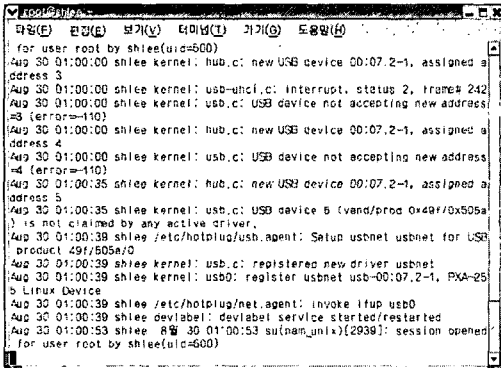 root@shlee:~
파일(F) 편집(E) 보기(V) 터미널(T) 가기(G) 도움말(H)
for user root by shlee(uid=500)
Aug 30 01:00:00 shlee kernel: hub.c: new USB device 00:07.2-1, assigned a
ddress 3
Aug 30 01:00:00 shlee kernel: usb-uhci.c: interrupt, status 2, frame# 242
Aug 30 01:00:00 shlee kernel: usb.c: USB device not accepting new address
=3 (error=-110)
Aug 30 01:00:00 shlee kernel: hub.c: new USB device 00:07.2-1, assigned a
ddress 4
Aug 30 01:00:00 shlee kernel: usb.c: USB device not accepting new address
=4 (error=-110)
Aug 30 01:00:35 shlee kernel: hub.c: new USB device 00:07.2-1, assigned a
ddress 5
Aug 30 01:00:35 shlee kernel: usb.c: USB device 5 (vend/prod 0x49f/0x505a
) is not claimed by any active driver.
Aug 30 01:00:39 shlee /etc/hotplug/usb.agent: Setup usbnet usbnet for USB
product 49f/505a/0
Aug 30 01:00:39 shlee kernel: usb.c: registered new driver usbnet
Aug 30 01:00:39 shlee kernel: usb0: register usbnet usb-00:07.2-1, PXA-25
5 Linux Device
Aug 30 01:00:39 shlee /etc/hotplug/net.agent: invoke ifup usb0
Aug 30 01:00:39 shlee devlabel: devlabel service started/restarted
Aug 30 01:00:53 shlee 8월 30 01:00:53 su(pam_unix)[2939]: session opened
for user root by shlee(uid=500)